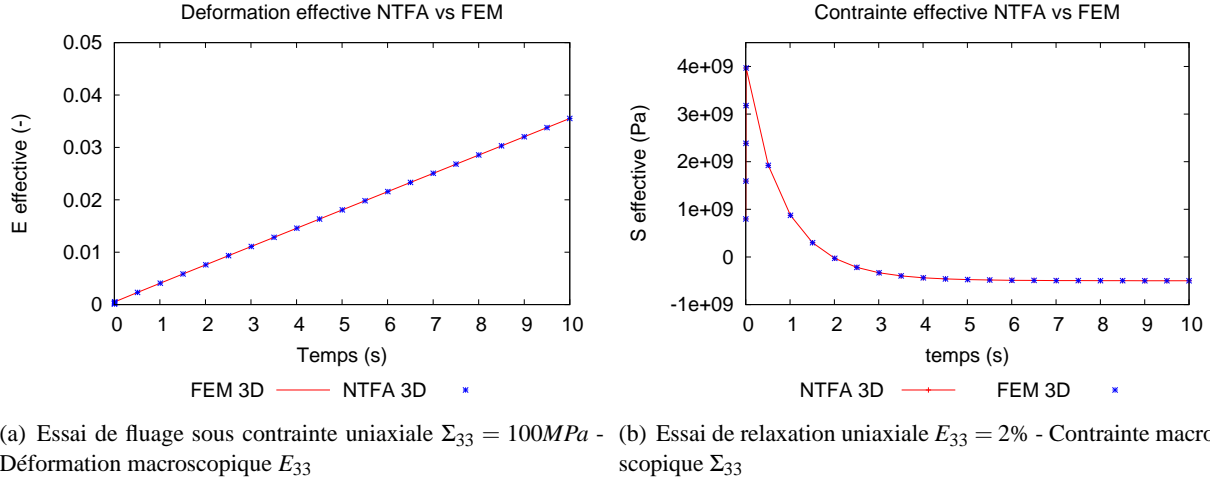 Deformation effective NTFA vs FEM
E effective (-)
0.05
0.04
0.03
0.02
0.01
0
0 1 2 3 4 5 6 7 8 9 10
Temps (s)
FEM 3D NTFA 3D
Contrainte effective NTFA vs FEM
S effective (Pa)
4e+09
3e+09
2e+09
1e+09
0
-1e+09
0 1 2 3 4 5 6 7 8 9 10
temps (s)
NTFA 3D FEM 3D
(a) Essai de fluage sous contrainte uniaxiale Σ33 = 100MPa -
Déformation macroscopique E33
(b) Essai de relaxation uniaxiale E33 = 2% - Contrainte macro
scopique Σ33